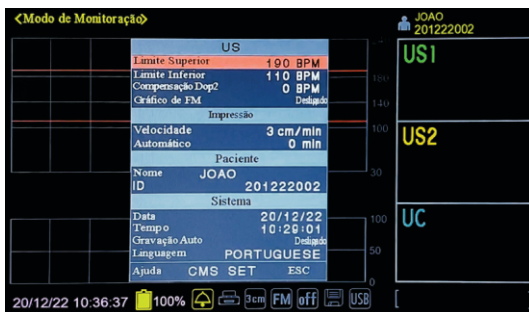 <Modo de Monitoração>
JOAO
201222002
US
Limite Superior 190 BPM
Limite Inferior 110 BPM
Compensação Dop2 0 BPM
Gráfico de FM Desligado
Impressão
Velocidade 3 cm/min
Automático 0 min
Paciente
Nome JOAO
ID 201222002
Sistema
Data 20/12/22
Tempo 10:29:01
Gravação Auto Desligado
Linguagem PORTUGUESE
Ajuda CMS SET ESC
180
140
100
30
100
50
0
US1
US2
UC
20/12/22 10:36:37 100% 3cm FM off USB [